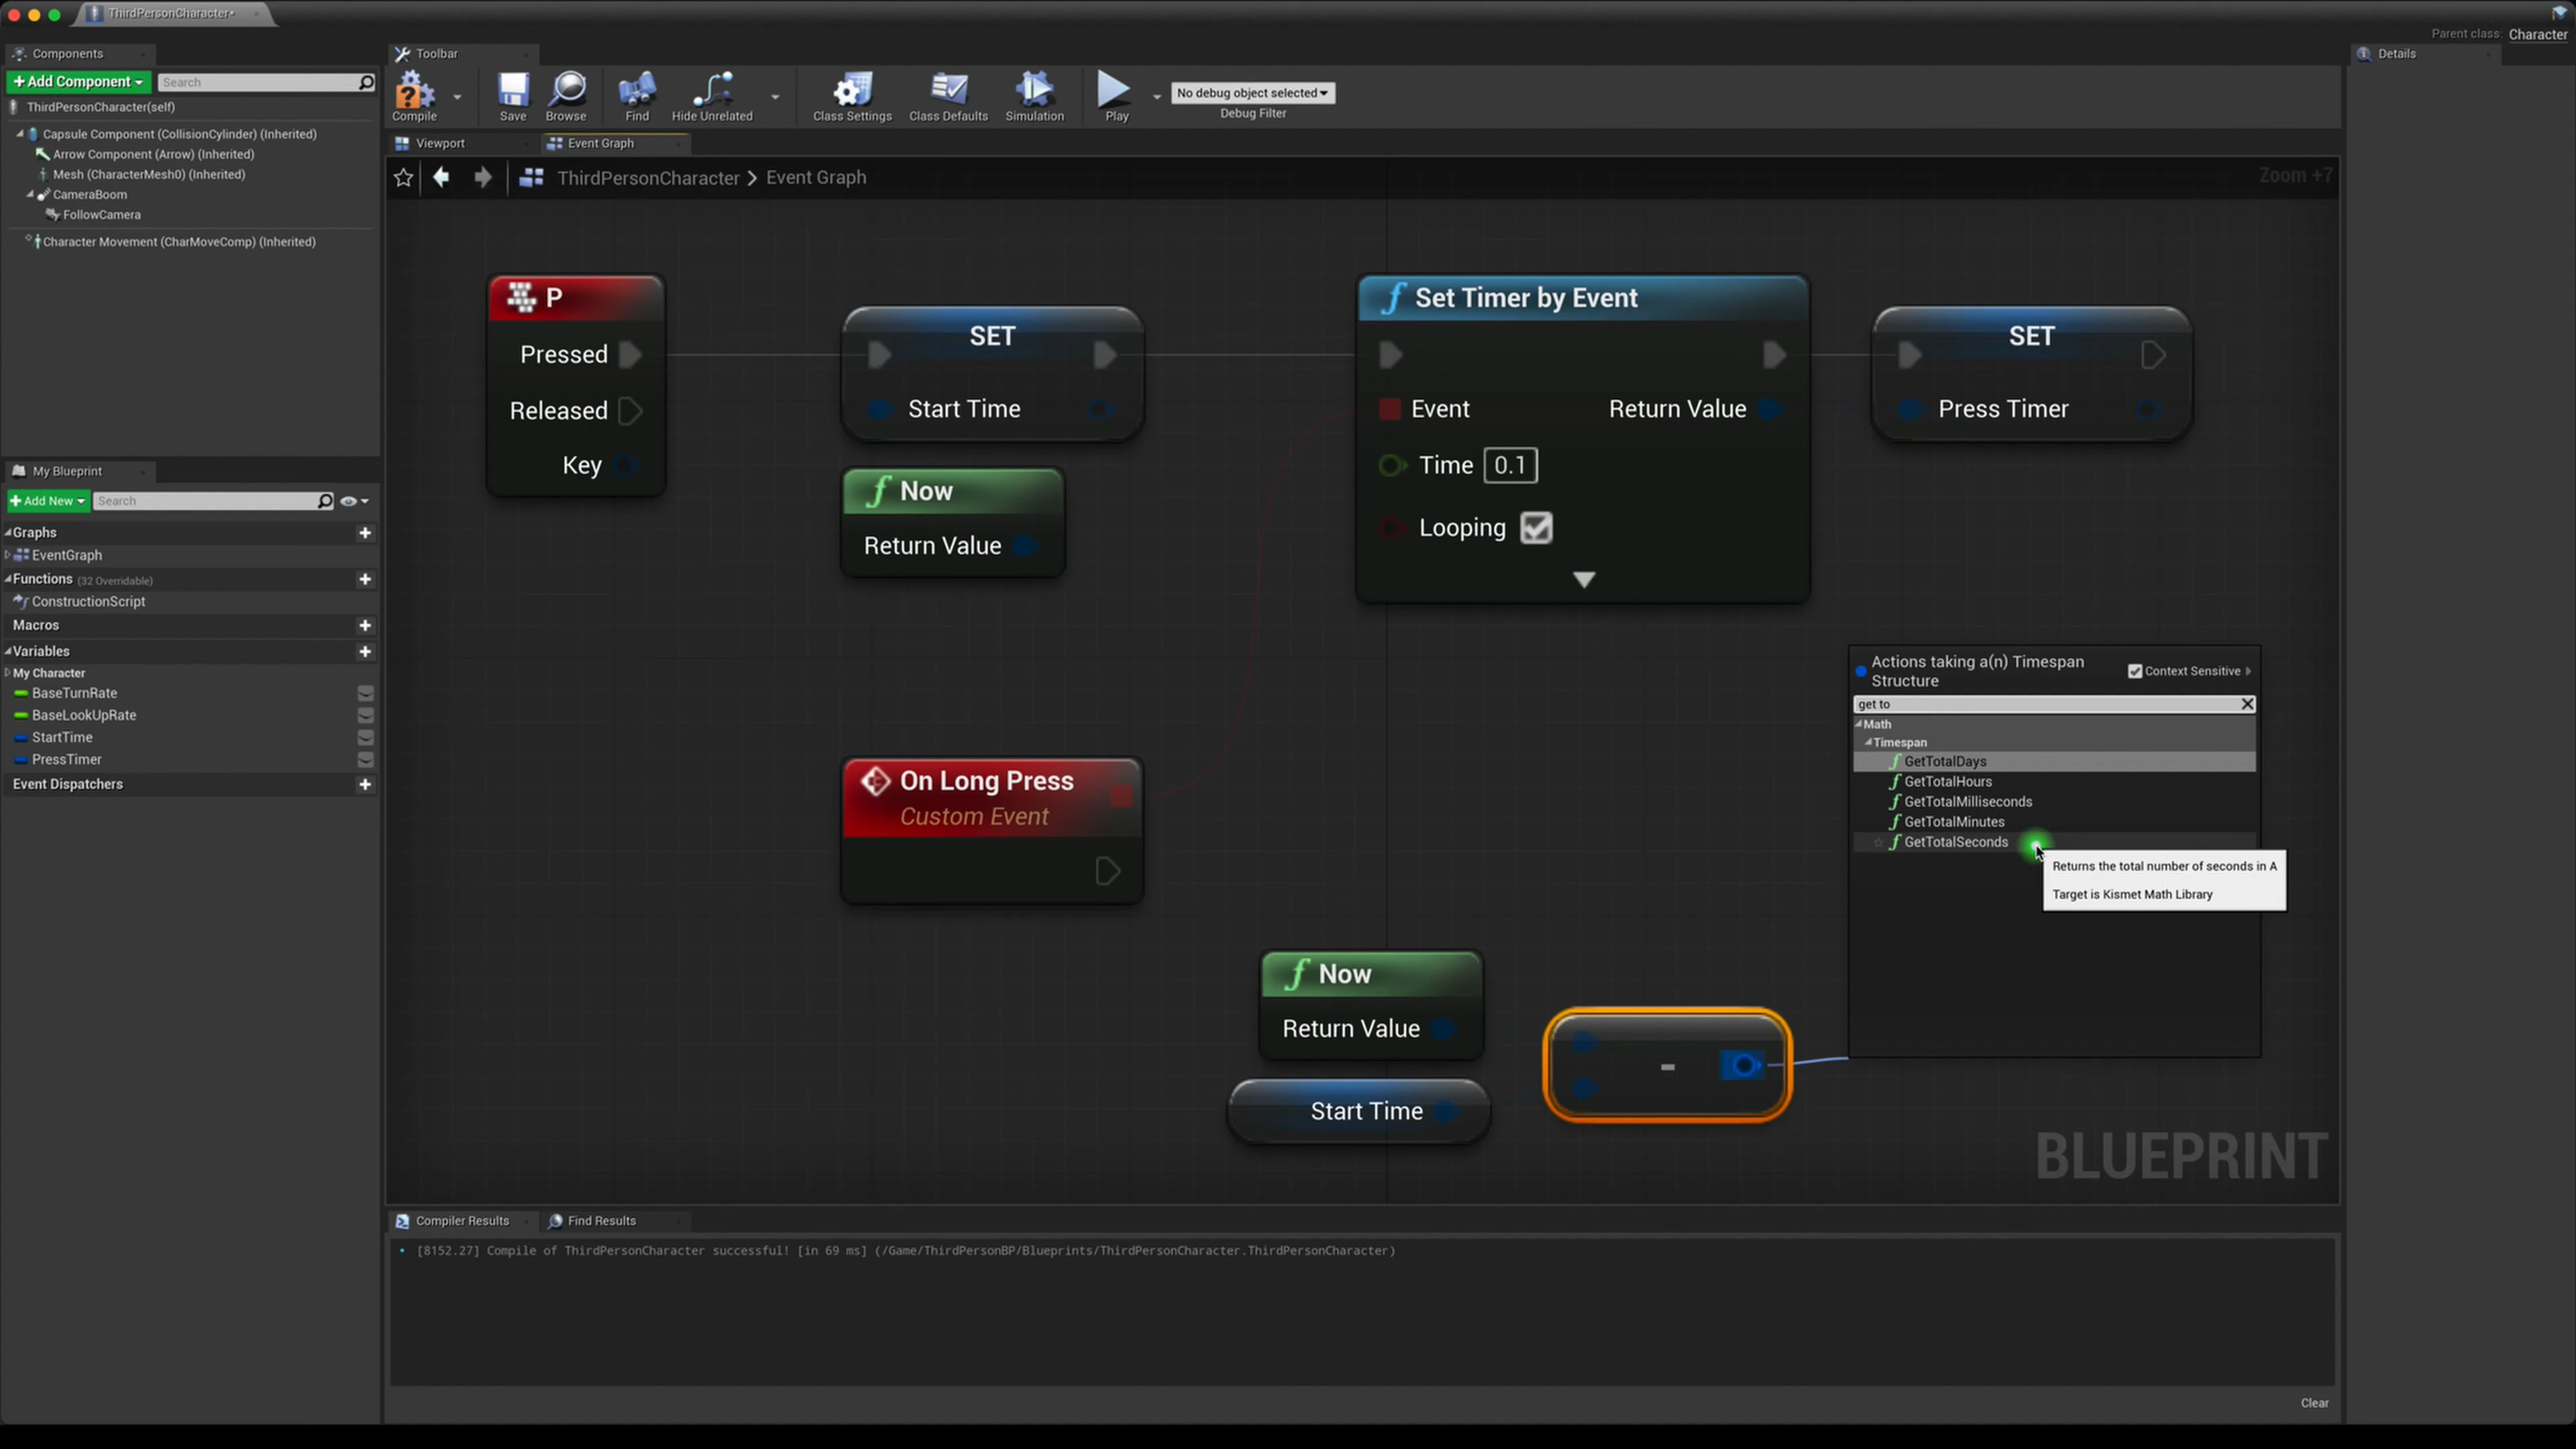 ThirdPersonCharacter•
Parent class: Character
Components
Toolbar
Details
+Add Component
Search
ThirdPersonCharacter(self)
Capsule Component (CollisionCylinder) (Inherited)
Arrow Component (Arrow) (Inherited)
Mesh (CharacterMesh0) (Inherited)
CameraBoom
FollowCamera
Character Movement (CharMoveComp) (Inherited)
Compile
Save
Browse
Find
Hide Unrelated
Class Settings
Class Defaults
Simulation
Play
No debug object selected
Debug Filter
Viewport
Event Graph
ThirdPersonCharacter > Event Graph
Zoom +7
My Blueprint
+Add New
Search
Graphs
EventGraph
Functions (32 Overridable)
ConstructionScript
Macros
Variables
My Character
BaseTurnRate
BaseLookUpRate
StartTime
PressTimer
Event Dispatchers
P
Pressed
Released
Key
SET
Start Time
f Now
Return Value
f Set Timer by Event
Event
Return Value
Time 0.1
Looping
SET
Press Timer
On Long Press
Custom Event
f Now
Return Value
Start Time
-
Actions taking a(n) Timespan
Structure
Context Sensitive
get to
Math
Timespan
f GetTotalDays
f GetTotalHours
f GetTotalMilliseconds
f GetTotalMinutes
f GetTotalSeconds
Returns the total number of seconds in A
Target is Kismet Math Library
BLUEPRINT
Compiler Results
Find Results
[8152.27] Compile of ThirdPersonCharacter successful! [in 69 ms] (/Game/ThirdPersonBP/Blueprints/ThirdPersonCharacter.ThirdPersonCharacter)
Clear